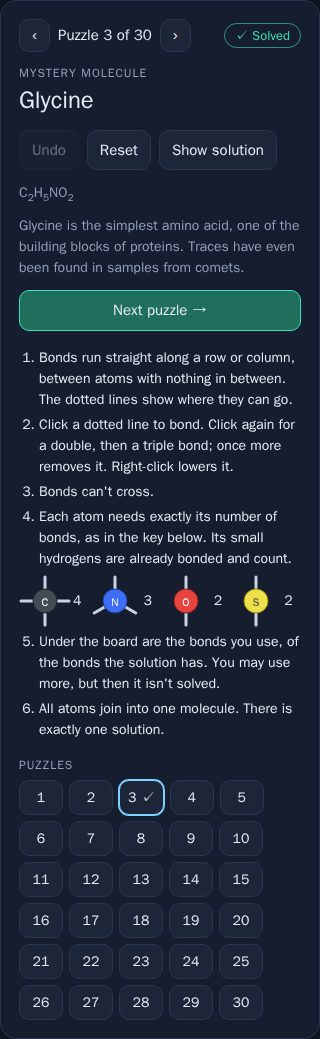 ‹ Puzzle 3 of 30 › ✓ Solved
MYSTERY MOLECULE
Glycine
Undo Reset Show solution
C₂H₅NO₂
Glycine is the simplest amino acid, one of the
building blocks of proteins. Traces have even
been found in samples from comets.
Next puzzle →
1. Bonds run straight along a row or column,
between atoms with nothing in between.
The dotted lines show where they can go.
2. Click a dotted line to bond. Click again for
a double, then a triple bond; once more
removes it. Right-click lowers it.
3. Bonds can't cross.
4. Each atom needs exactly its number of
bonds, as in the key below. Its small
hydrogens are already bonded and count.
C 4 N 3 O 2 S 2
5. Under the board are the bonds you use, of
the bonds the solution has. You may use
more, but then it isn't solved.
6. All atoms join into one molecule. There is
exactly one solution.
PUZZLES
1 2 3 ✓ 4 5
6 7 8 9 10
11 12 13 14 15
16 17 18 19 20
21 22 23 24 25
26 27 28 29 30